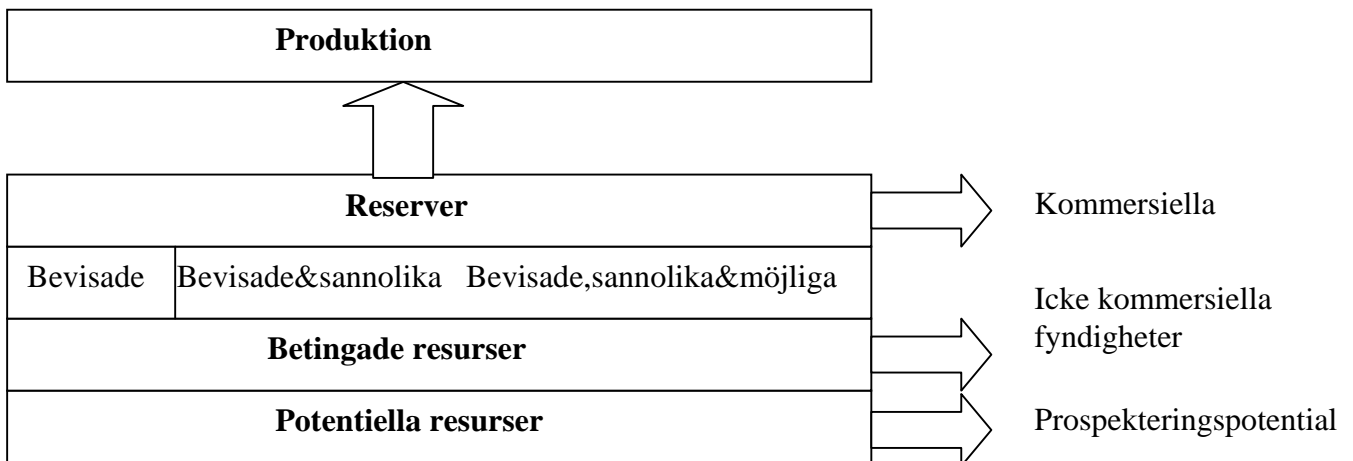 Produktion
Reserver
Kommersiella
Bevisade Bevisade&sannolika Bevisade,sannolika&möjliga
Icke kommersiella
fyndigheter
Betingade resurser
Potentiella resurser
Prospekteringspotential